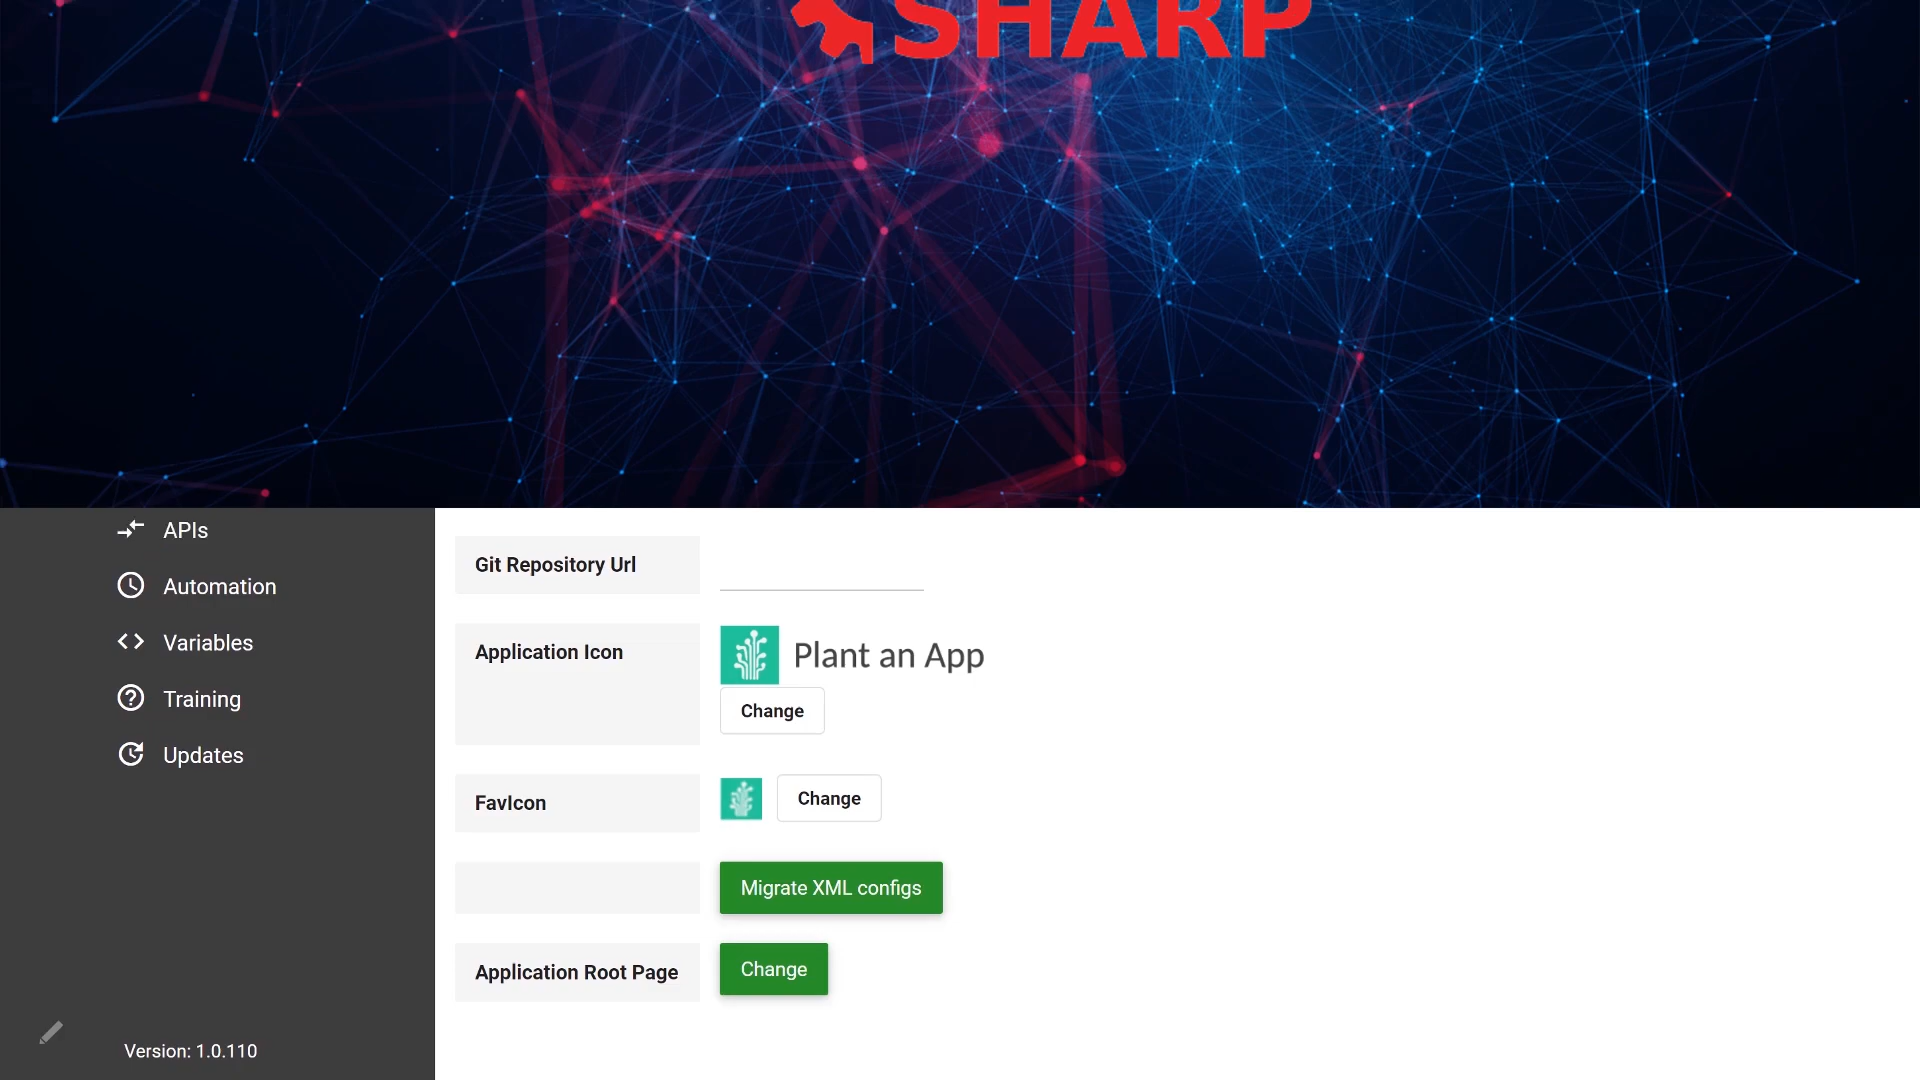 SHARP
APIs
Git Repository Url
Automation
Variables
Application Icon
Plant an App
Training
Change
Updates
FavIcon
Change
Migrate XML configs
Application Root Page
Change
Version: 1.0.110